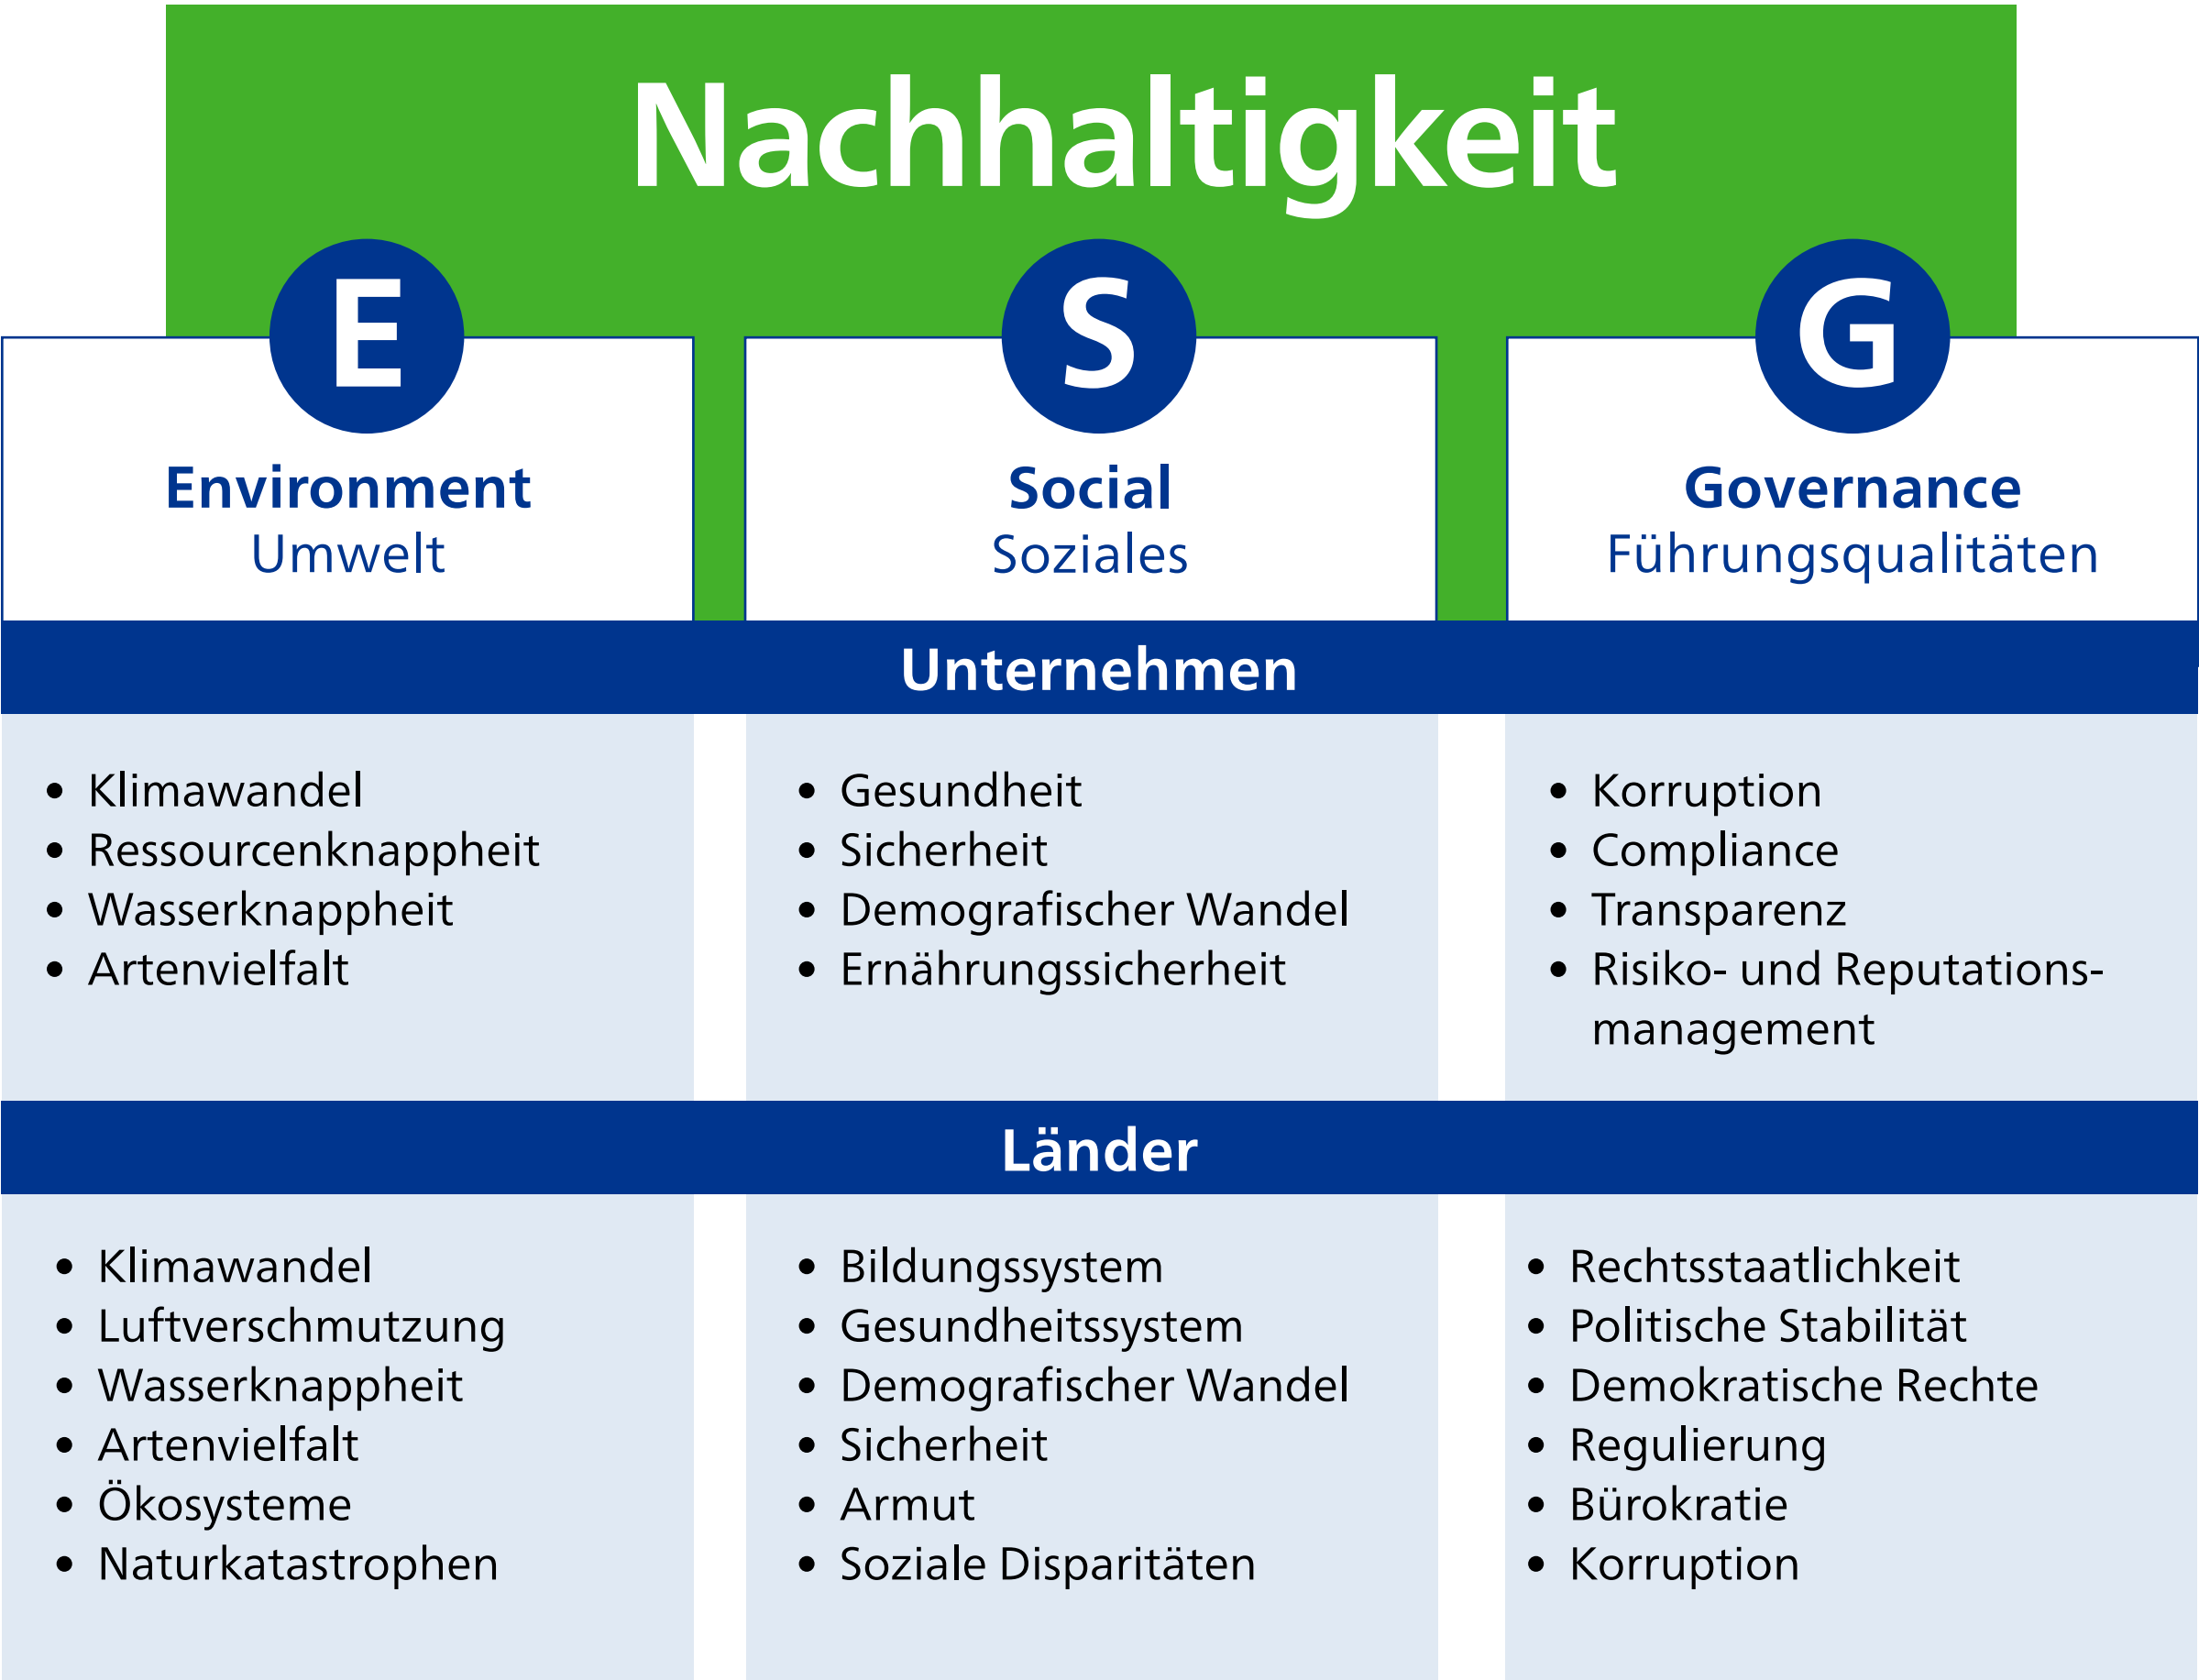 Nachhaltigkeit
E
Environment
Umwelt
S
Social
Soziales
G
Governance
Führungsqualitäten
Unternehmen
• Klimawandel
• Ressourcenknappheit
• Wasserknappheit
• Artenvielfalt
• Gesundheit
• Sicherheit
• Demografischer Wandel
• Ernährungssicherheit
• Korruption
• Compliance
• Transparenz
• Risiko- und Reputations-
management
Länder
• Klimawandel
• Luftverschmutzung
• Wasserknappheit
• Artenvielfalt
• Ökosysteme
• Naturkatastrophen
• Bildungssystem
• Gesundheitssystem
• Demografischer Wandel
• Sicherheit
• Armut
• Soziale Disparitäten
• Rechtsstaatlichkeit
• Politische Stabilität
• Demokratische Rechte
• Regulierung
• Bürokratie
• Korruption